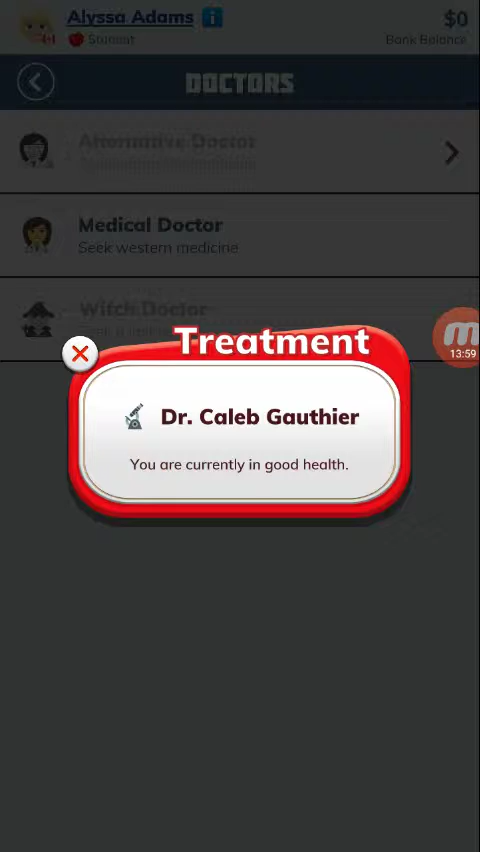 Alyssa Adams
$0
Student
Bank Balance
DOCTORS
Alternative Doctor
Medical Doctor
Seek western medicine
Witch Doctor
13:59
Treatment
Dr. Caleb Gauthier
You are currently in good health.